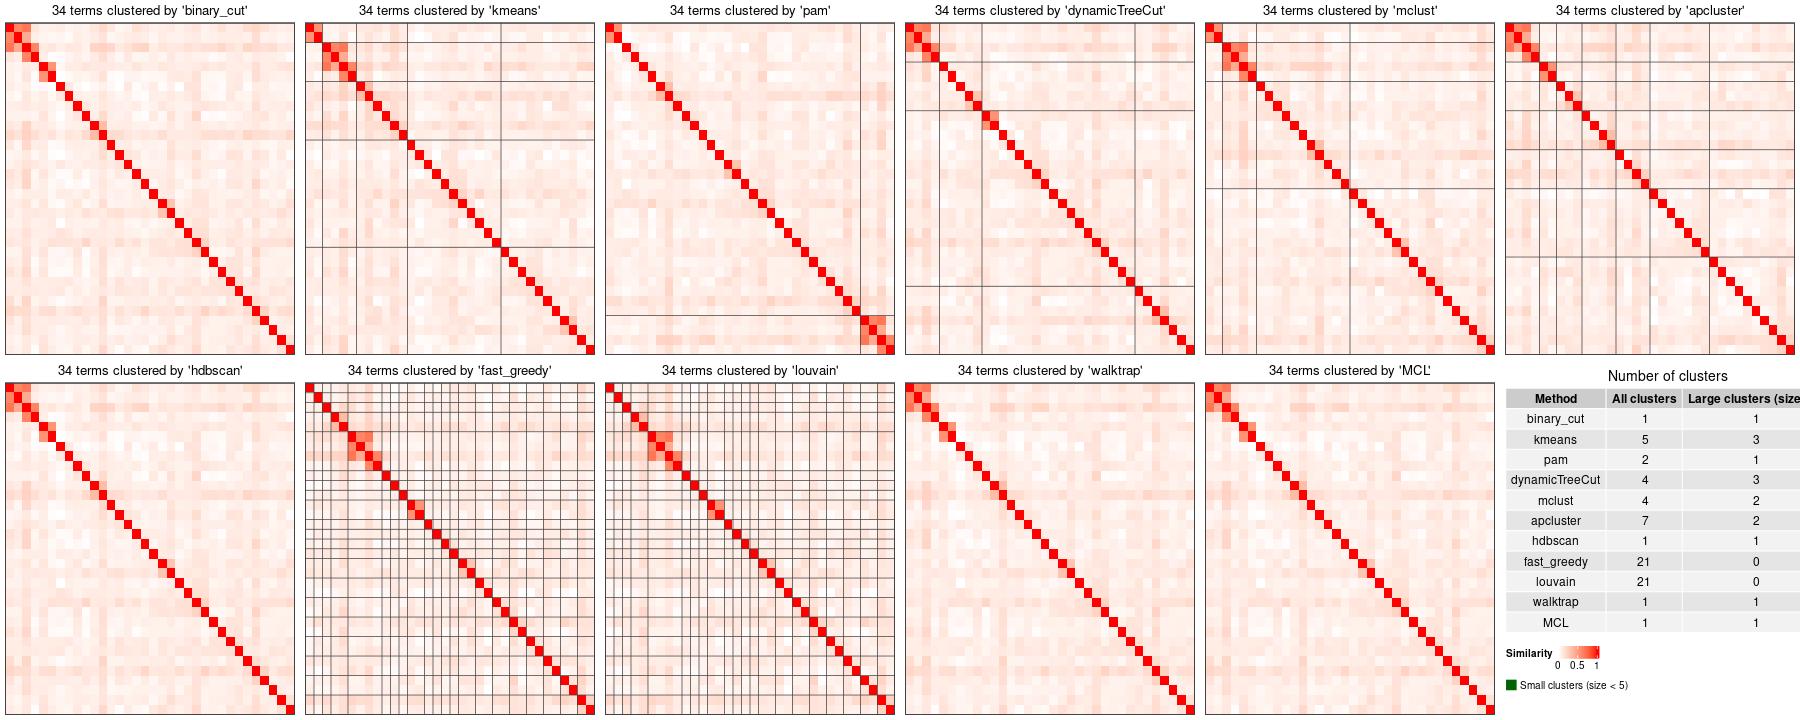 34 terms clustered by 'binary_cut'
34 terms clustered by 'kmeans'
34 terms clustered by 'pam'
34 terms clustered by 'dynamicTreeCut'
34 terms clustered by 'mclust'
34 terms clustered by 'apcluster'
34 terms clustered by 'hdbscan'
34 terms clustered by 'fast_greedy'
34 terms clustered by 'louvain'
34 terms clustered by 'walktrap'
34 terms clustered by 'MCL'
Number of clusters
Method All clusters Large clusters (size
binary_cut 1 1
kmeans 5 3
pam 2 1
dynamicTreeCut 4 3
mclust 4 2
apcluster 7 2
hdbscan 1 1
fast_greedy 21 0
louvain 21 0
walktrap 1 1
MCL 1 1
Similarity
0 0.5 1
Small clusters (size < 5)